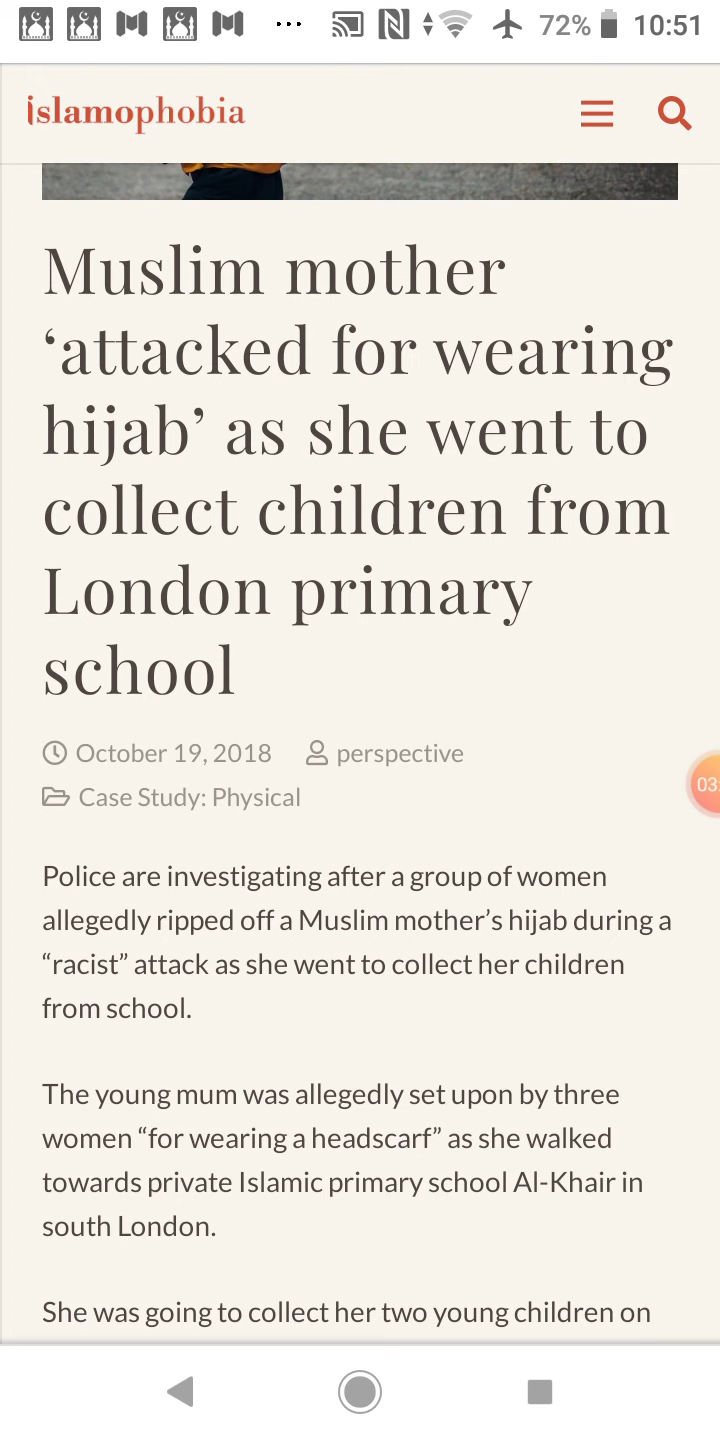 72% 10:51
islamophobia
Muslim mother
‘attacked for wearing
hijab’ as she went to
collect children from
London primary
school
October 19, 2018 perspective
Case Study: Physical
03:
Police are investigating after a group of women
allegedly ripped off a Muslim mother’s hijab during a
“racist” attack as she went to collect her children
from school.
The young mum was allegedly set upon by three
women “for wearing a headscarf” as she walked
towards private Islamic primary school Al-Khair in
south London.
She was going to collect her two young children on